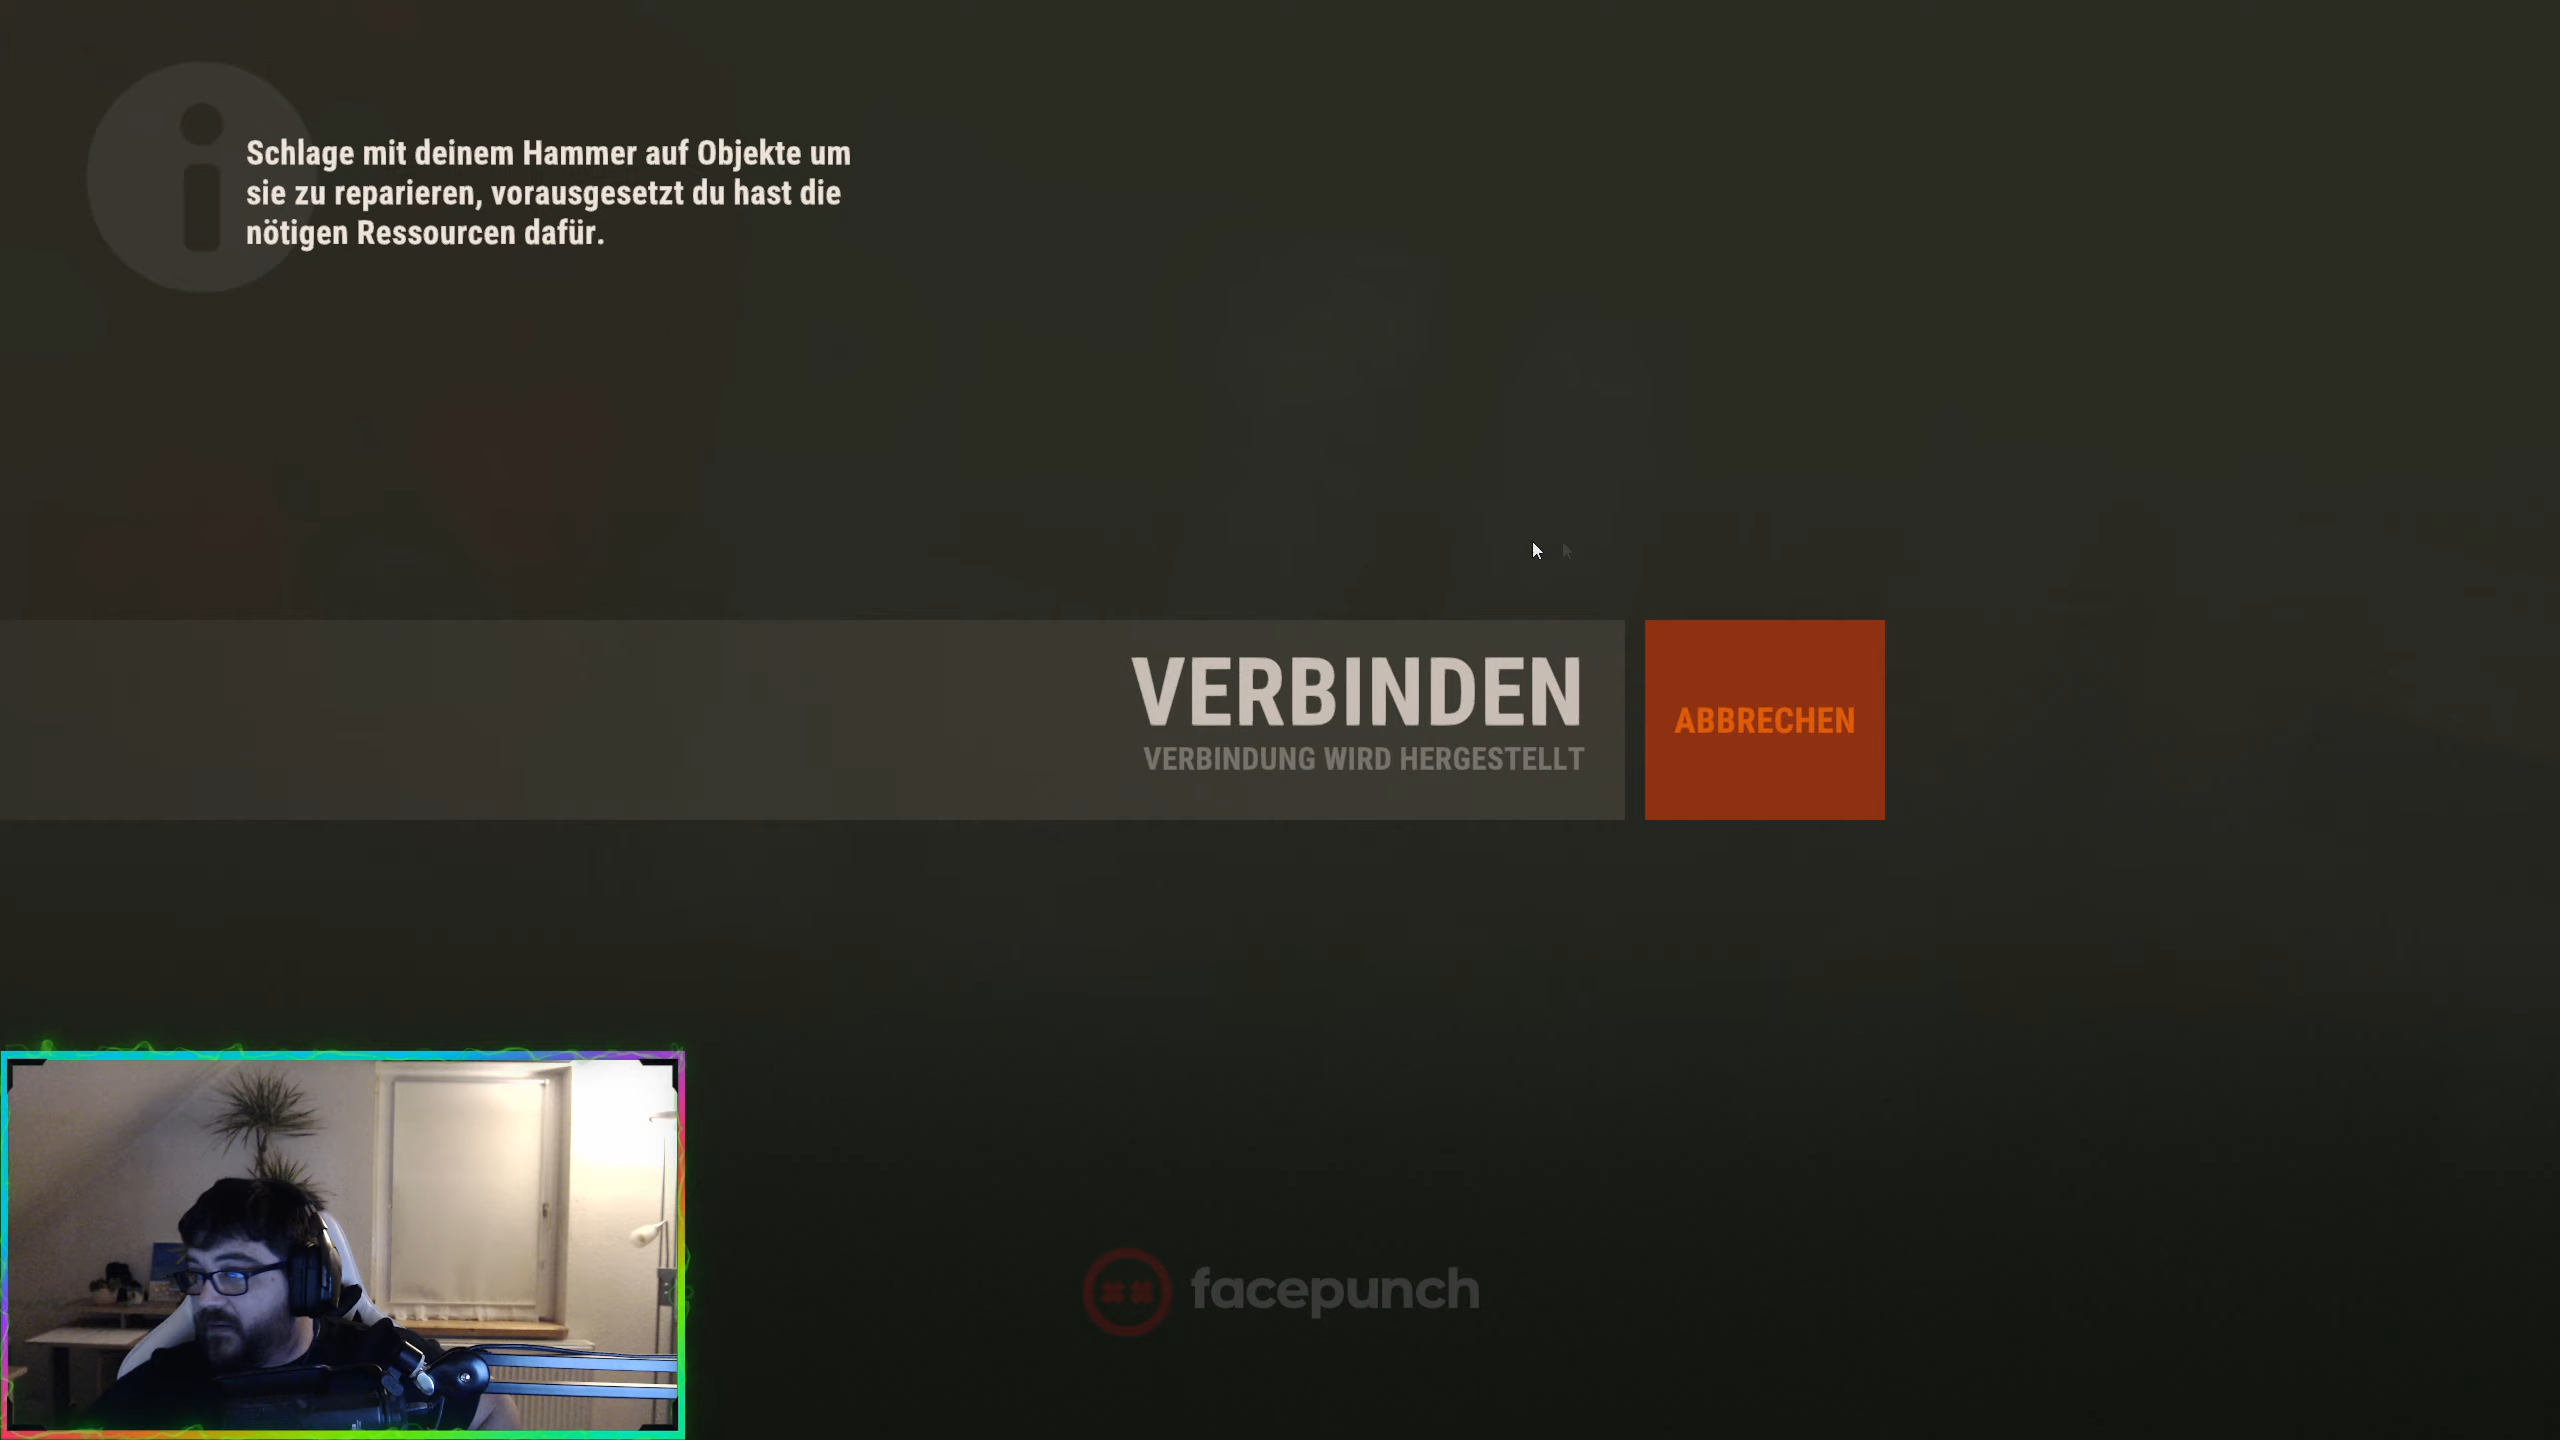 Schlage mit deinem Hammer auf Objekte um
sie zu reparieren, vorausgesetzt du hast die
nötigen Ressourcen dafür.
VERBINDEN
VERBINDUNG WIRD HERGESTELLT
ABBRECHEN
facepunch